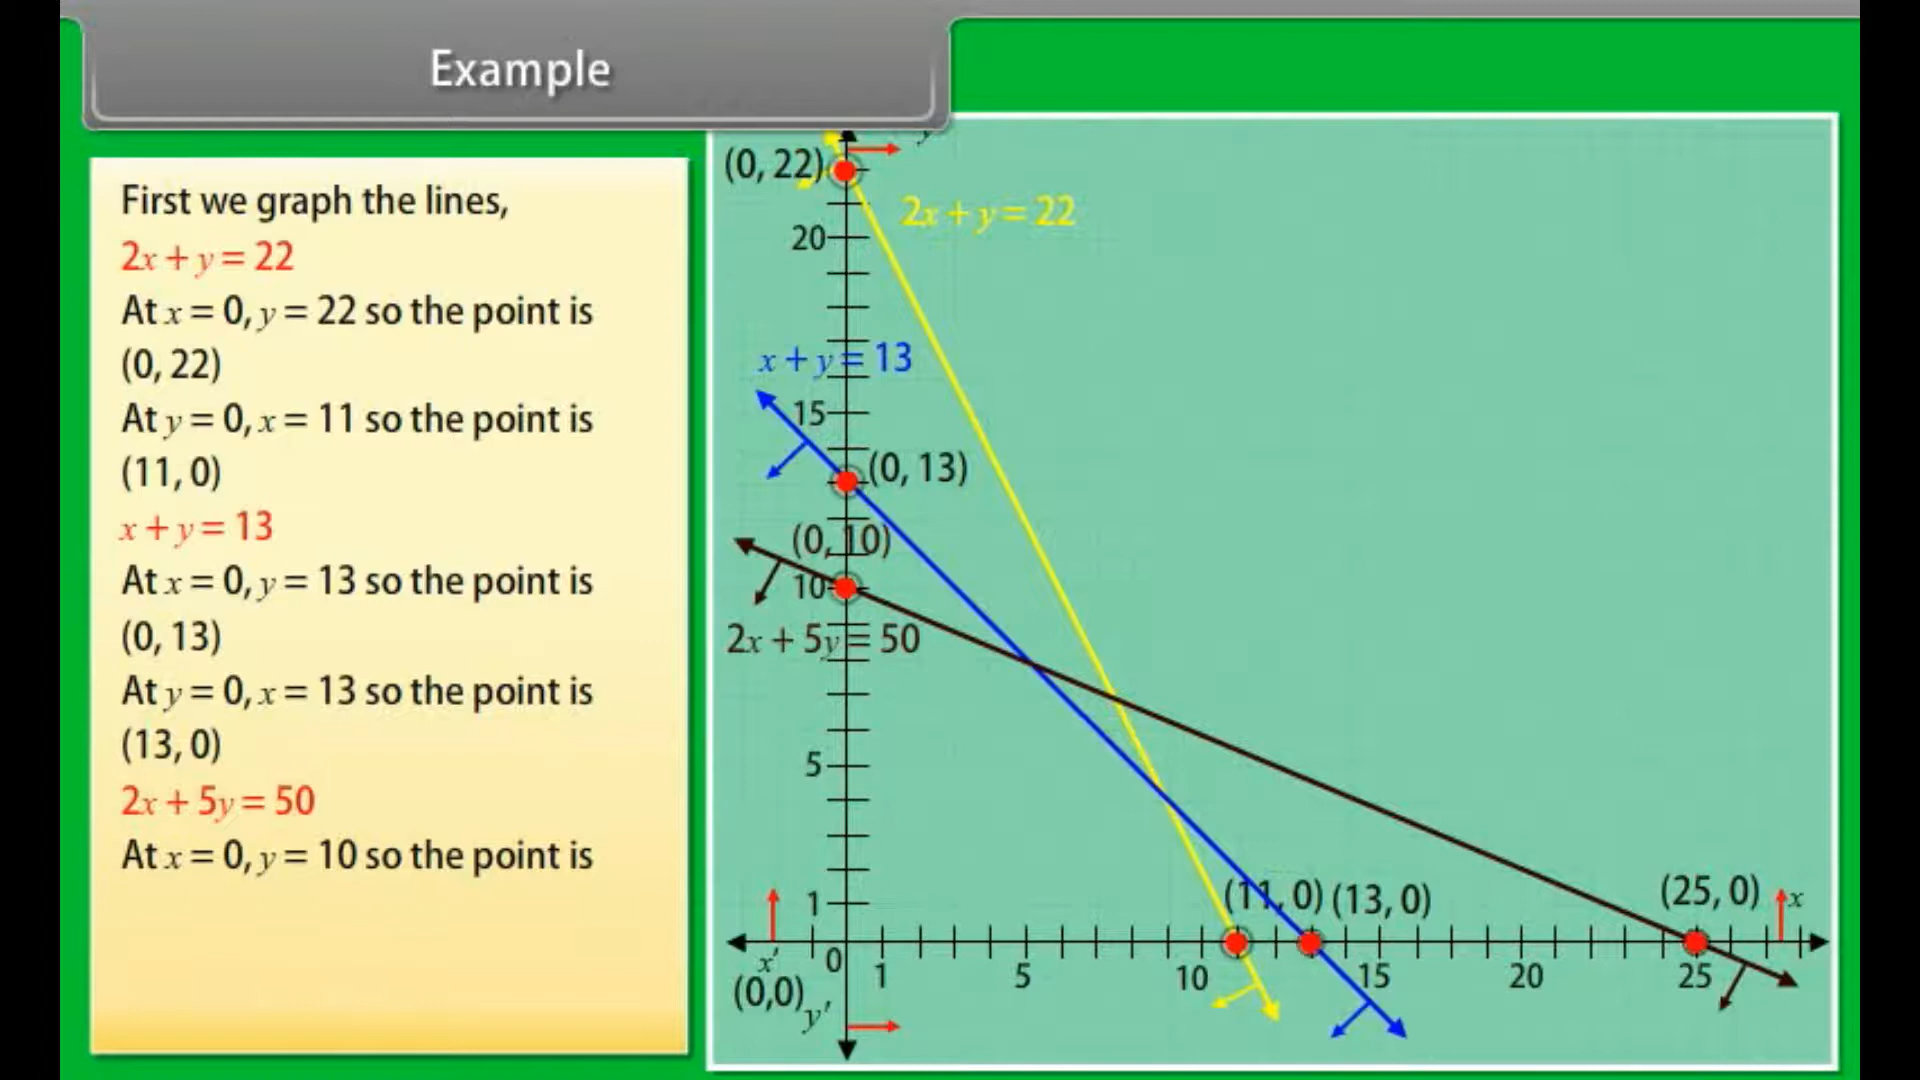 Example
First we graph the lines,
2x + y = 22
At x = 0, y = 22 so the point is
(0, 22)
At y = 0, x = 11 so the point is
(11, 0)
x + y = 13
At x = 0, y = 13 so the point is
(0, 13)
At y = 0, x = 13 so the point is
(13, 0)
2x + 5y = 50
At x = 0, y = 10 so the point is
y
(0, 22)
2x + y = 22
20
x + y = 13
15
(0, 13)
(0, 10)
10
2x + 5y = 50
5
1
(11, 0) (13, 0)
(25, 0) x
x' 0 1 5 10 15 20 25
(0,0) y'